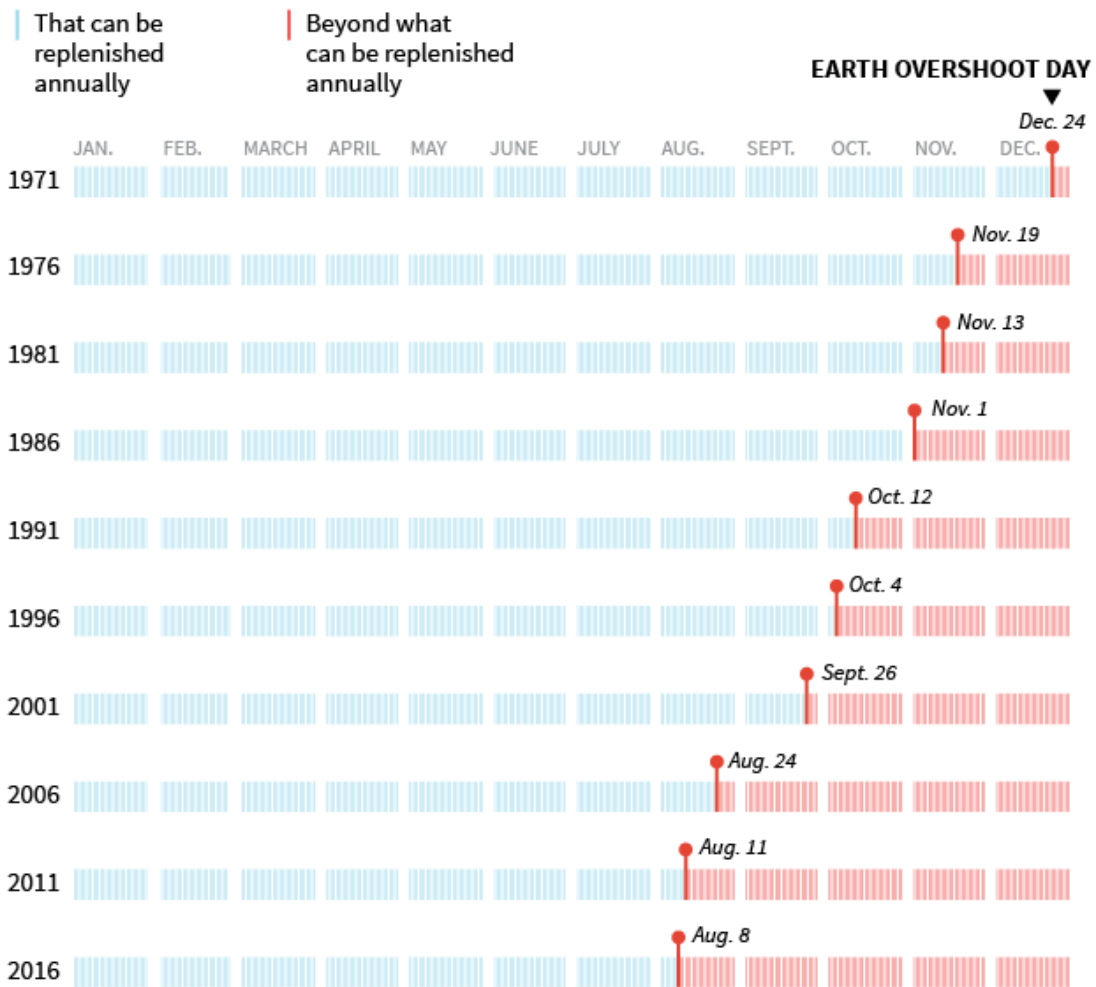 That can be
replenished
annually
Beyond what
can be replenished
annually
EARTH OVERSHOOT DAY
Dec. 24
JAN. FEB. MARCH APRIL MAY JUNE JULY AUG. SEPT. OCT. NOV. DEC.
1971
Nov. 19
1976
Nov. 13
1981
Nov. 1
1986
Oct. 12
1991
Oct. 4
1996
Sept. 26
2001
Aug. 24
2006
Aug. 11
2011
Aug. 8
2016